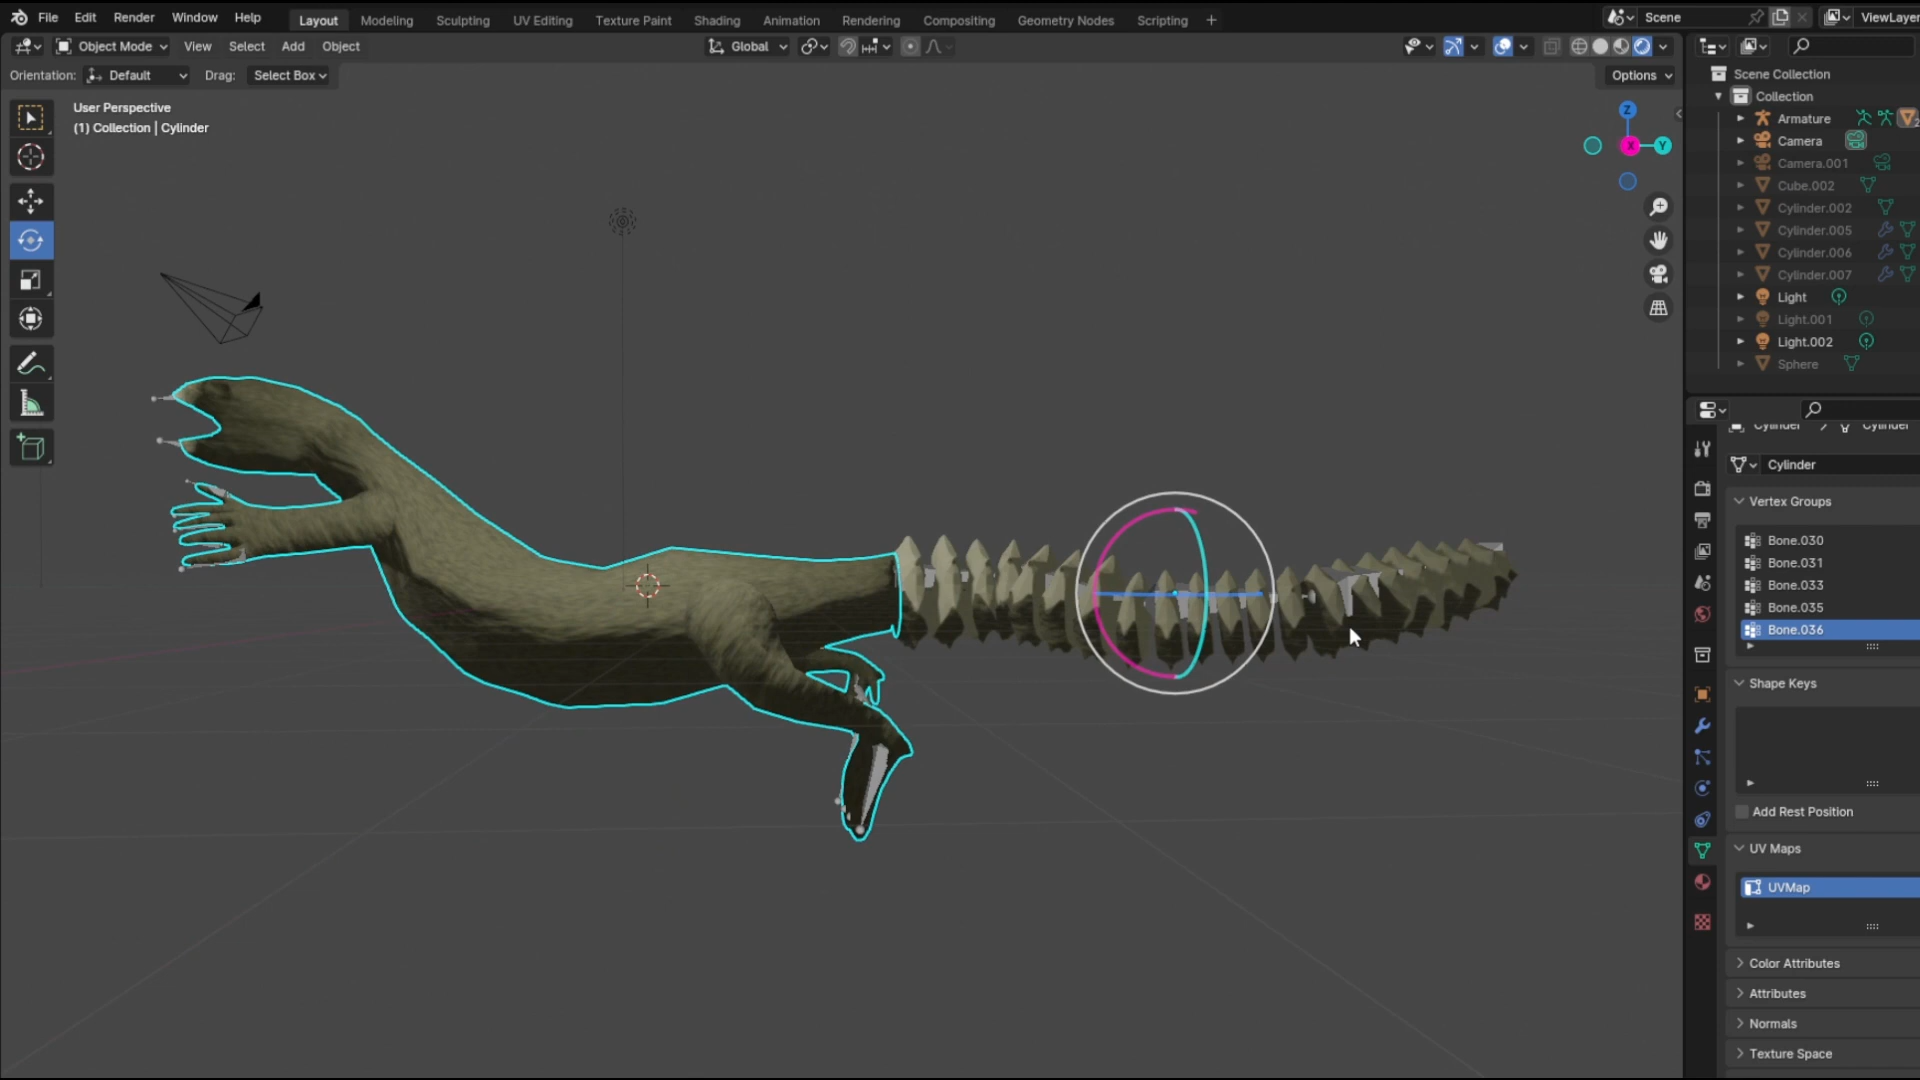 File Edit Render Window Help Layout Modeling Sculpting UV Editing Texture Paint Shading Animation Rendering Compositing Geometry Nodes Scripting + Scene ViewLayer
Object Mode View Select Add Object Global
Orientation: Default Drag: Select Box Options
User Perspective
(1) Collection | Cylinder
Z
X
Y
Scene Collection
Collection
Armature
Camera
Camera.001
Cube.002
Cylinder.002
Cylinder.005
Cylinder.006
Cylinder.007
Light
Light.001
Light.002
Sphere
Cylinder Cylinder
Cylinder
Vertex Groups
Bone.030
Bone.031
Bone.033
Bone.035
Bone.036
Shape Keys
Add Rest Position
UV Maps
UVMap
Color Attributes
Attributes
Normals
Texture Space